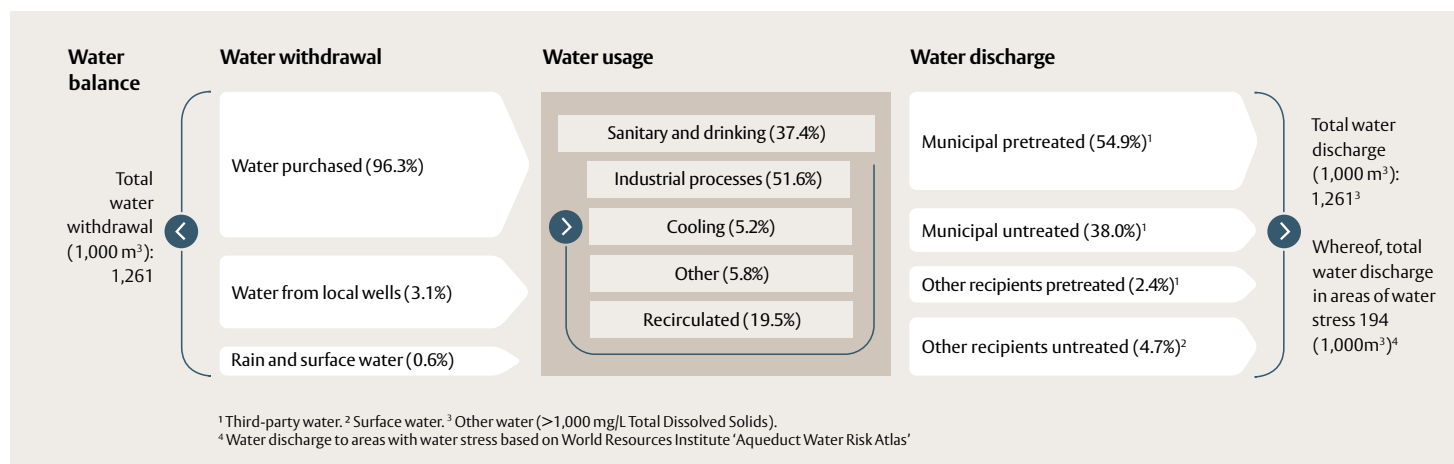 Water
balance
Water withdrawal
Water usage
Water discharge
Total
water
withdrawal
(1,000 m³):
1,261
Water purchased (96.3%)
Water from local wells (3.1%)
Rain and surface water (0.6%)
Sanitary and drinking (37.4%)
Industrial processes (51.6%)
Cooling (5.2%)
Other (5.8%)
Recirculated (19.5%)
Municipal pretreated (54.9%)¹
Municipal untreated (38.0%)¹
Other recipients pretreated (2.4%)¹
Other recipients untreated (4.7%)²
Total water
discharge
(1,000 m³):
1,261³
Whereof, total
water discharge
in areas of water
stress 194
(1,000m³)⁴
¹ Third-party water. ² Surface water. ³ Other water (>1,000 mg/L Total Dissolved Solids).
⁴ Water discharge to areas with water stress based on World Resources Institute ‘Aqueduct Water Risk Atlas’